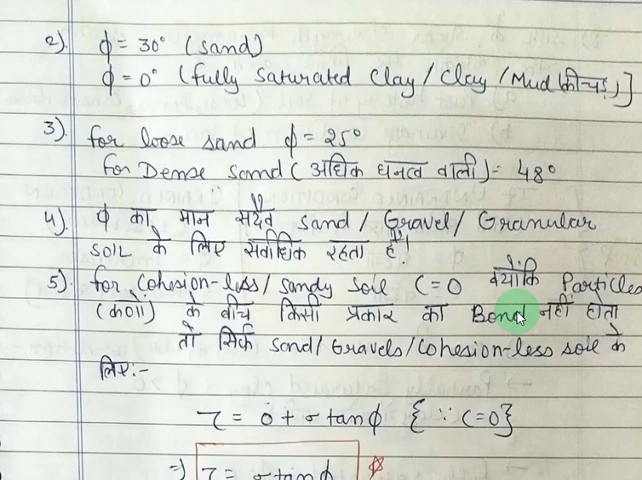 2). ϕ = 30° (sand)
ϕ = 0° (fully saturated clay / clay / Mud कीचड़)]
3). for loose sand ϕ = 25°
for Dense sand (अधिक घनत्व वाली) = 48°
4). ϕ का मान सदैव sand / Gravel / Granular
soil के लिए सर्वाधिक रहता है।
5). for cohesion-less / sandy soil C=0 क्योंकि Particles
(कणों) के बीच किसी प्रकार का Bond नहीं होता
तो सिर्फ sand / Gravels / Cohesion-less soil के
लिए:-
τ = 0 + σ tanϕ {∵ C=0}
⇒ τ = σ tanϕ